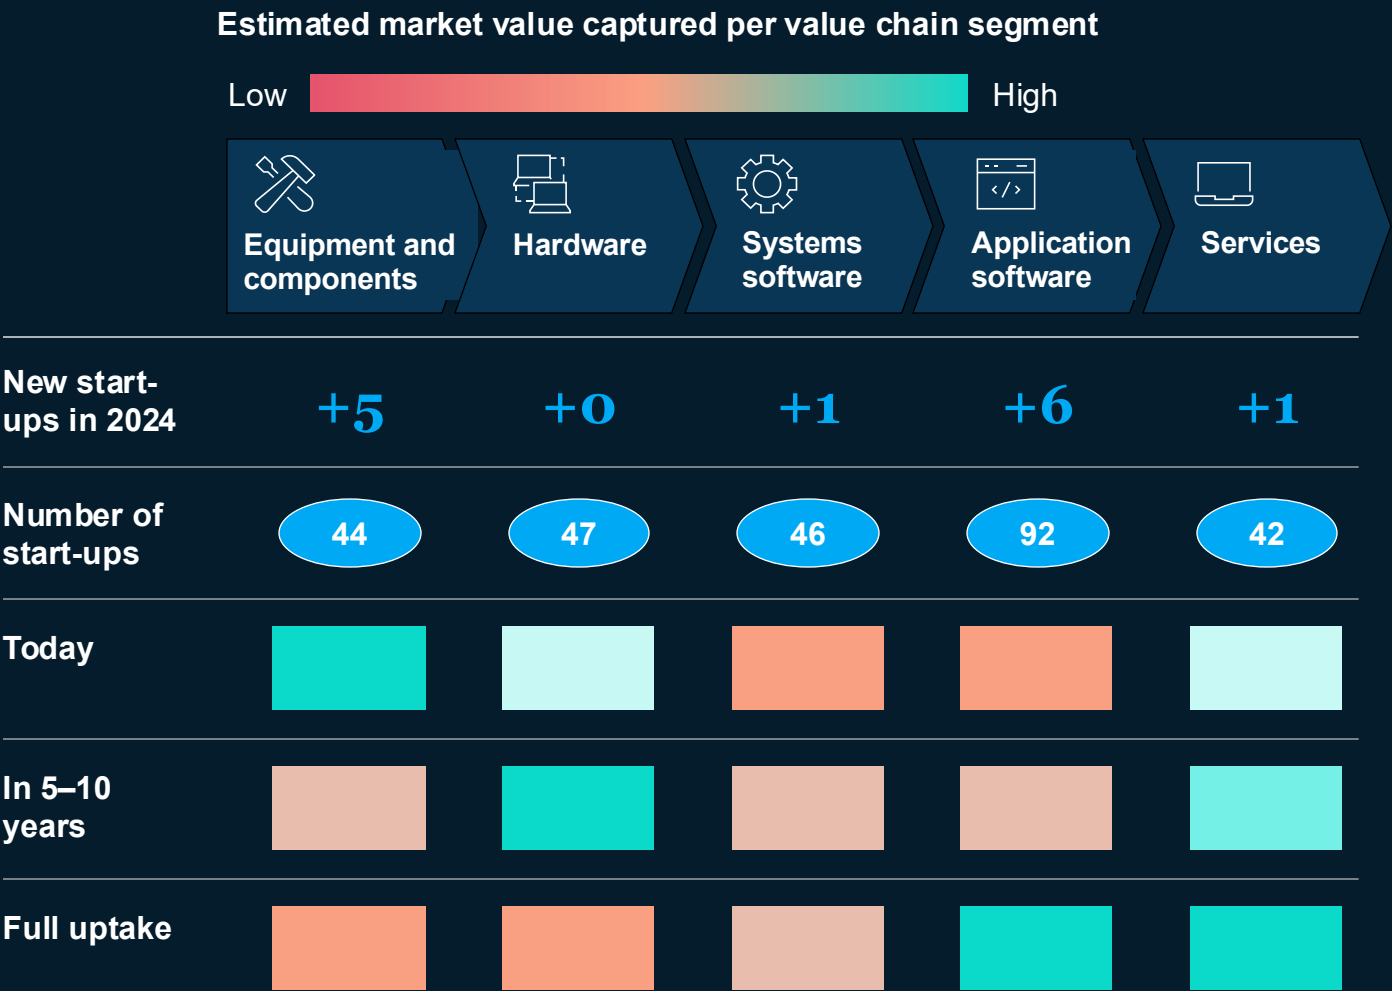 Estimated market value captured per value chain segment
Low
High
Equipment and
components
Hardware
Systems
software
</>
Application
software
Services
New start-
ups in 2024
+5
+0
+1
+6
+1
Number of
start-ups
44
47
46
92
42
Today
In 5–10
years
Full uptake